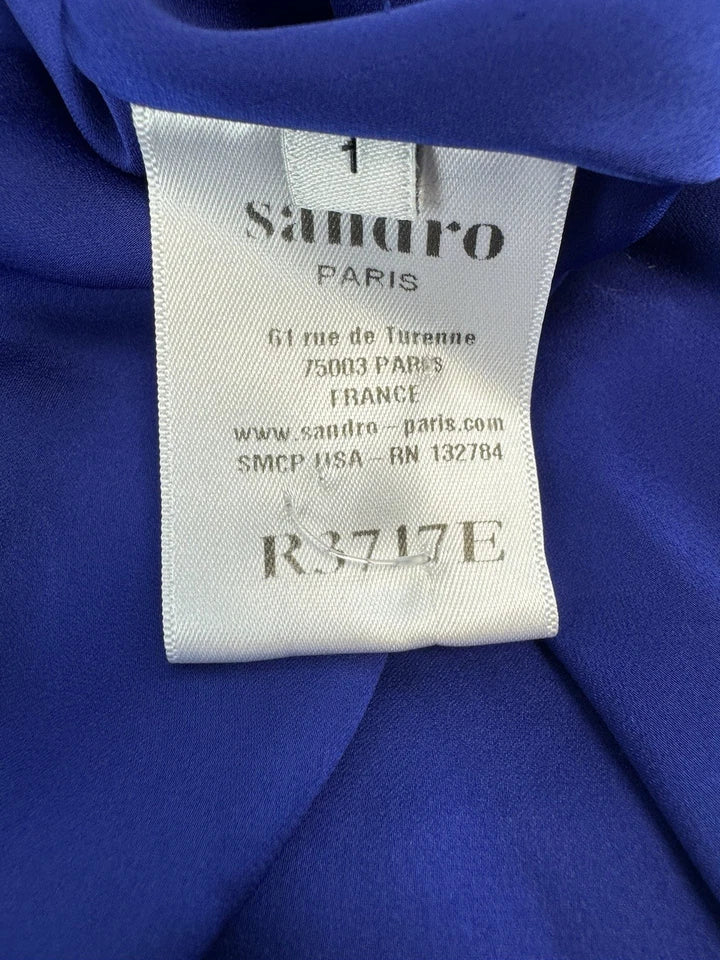 1
sandro
PARIS
61 rue de Turenne
75003 PARIS
FRANCE
www.sandro-paris.com
SMCP USA - RN 132784
R3717E